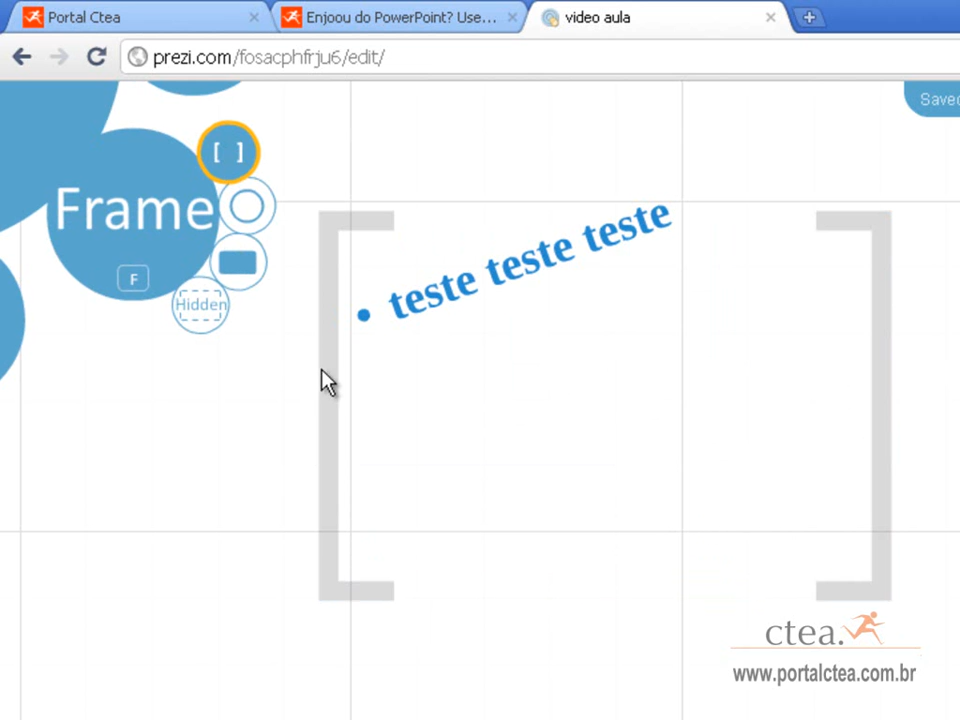 Portal Ctea
Enjoou do PowerPoint? Use...
video aula
prezi.com/fosacphfrju6/edit/
Saved
[ ]
Frame
F
Hidden
• teste teste teste
ctea.
www.portalctea.com.br